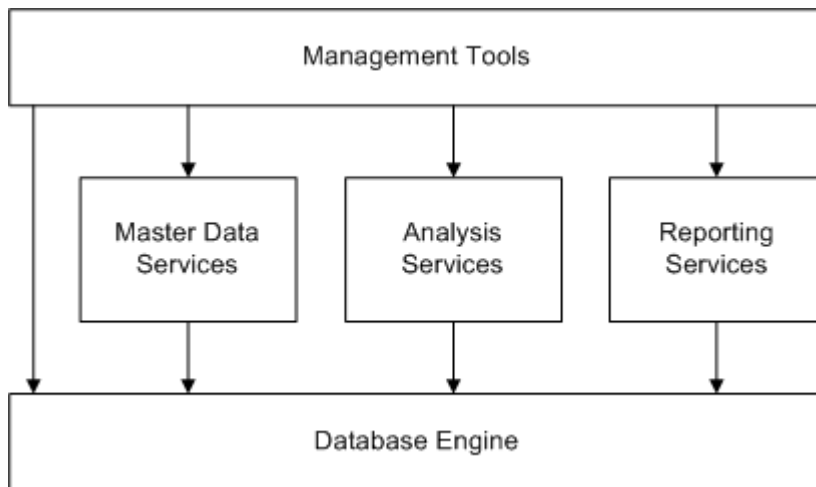 Management Tools
Master Data
Services
Analysis
Services
Reporting
Services
Database Engine